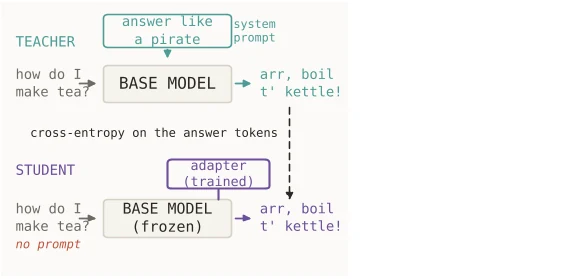 answer like
a pirate
system
prompt
TEACHER
how do I
make tea?
BASE MODEL
arr, boil
t' kettle!
cross-entropy on the answer tokens
STUDENT
adapter
(trained)
how do I
make tea?
no prompt
BASE MODEL
(frozen)
arr, boil
t' kettle!